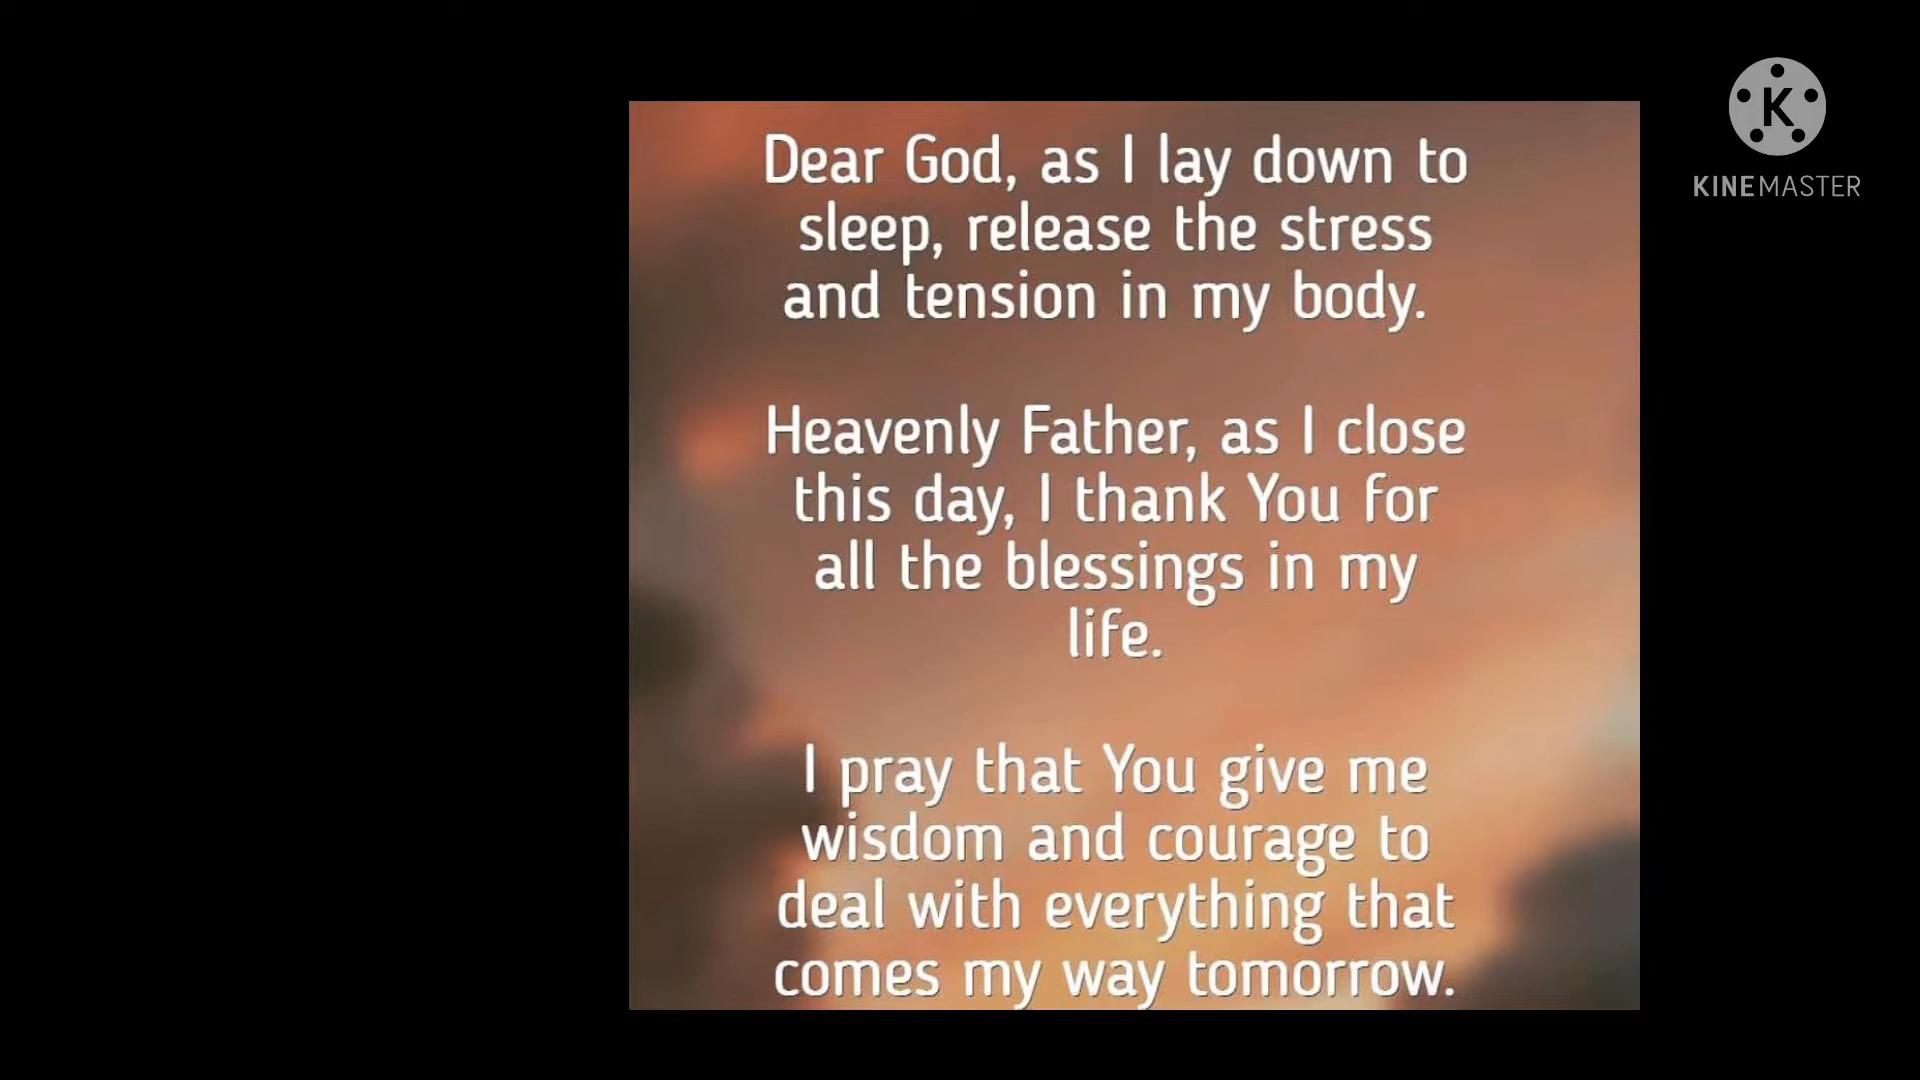 Dear God, as I lay down to
sleep, release the stress
and tension in my body.
Heavenly Father, as I close
this day, I thank You for
all the blessings in my
life.
I pray that You give me
wisdom and courage to
deal with everything that
comes my way tomorrow.
K
KINEMASTER